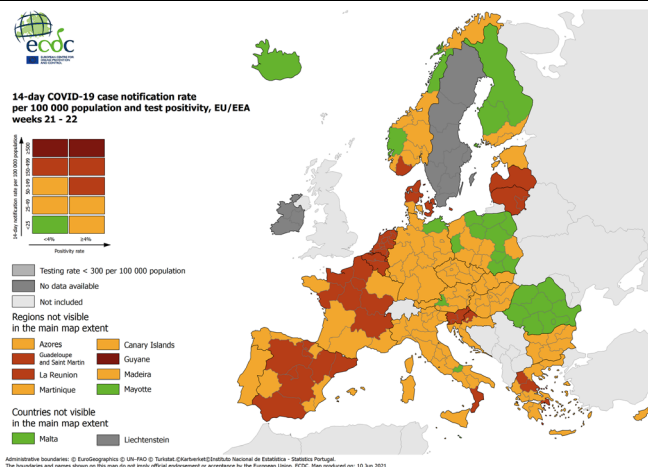 ecdc
EUROPEAN CENTRE FOR
DISEASE PREVENTION
AND CONTROL
14-day COVID-19 case notification rate
per 100 000 population and test positivity, EU/EEA
weeks 21 - 22
14-day notification rate per 100 000 population
≥500
150-499
50-149
25-49
<25
<4%
≥4%
Positivity rate
Testing rate < 300 per 100 000 population
No data available
Not included
Regions not visible
in the main map extent
Azores
Canary Islands
Guadeloupe
and Saint Martin
Guyane
La Reunion
Madeira
Martinique
Mayotte
Countries not visible
in the main map extent
Malta
Liechtenstein
Administrative boundaries: © EuroGeographics © UN–FAO © Turkstat.©Kartverket©Instituto Nacional de Estatística - Statistics Portugal.
The boundaries and names shown on this map do not imply official endorsement or acceptance by the European Union. ECDC. Map produced on: 10 Jun 2021